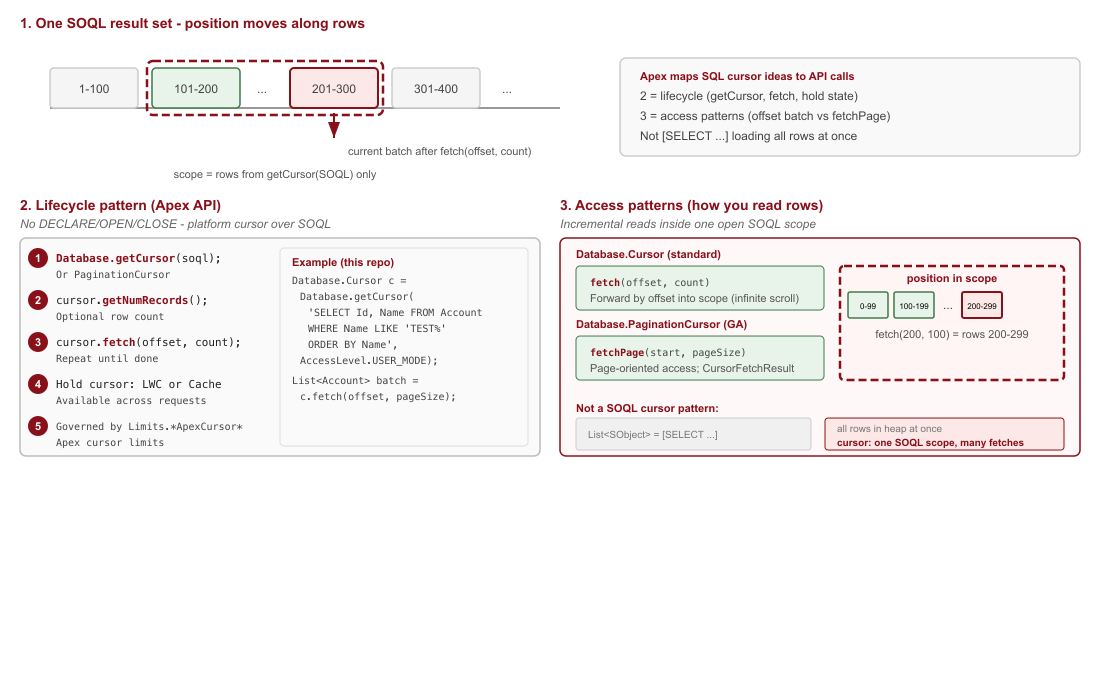 1. One SOQL result set - position moves along rows
1-100
101-200
...
201-300
301-400
...
current batch after fetch(offset, count)
scope = rows from getCursor(SOQL) only
Apex maps SQL cursor ideas to API calls
2 = lifecycle (getCursor, fetch, hold state)
3 = access patterns (offset batch vs fetchPage)
Not [SELECT ...] loading all rows at once
2. Lifecycle pattern (Apex API)
No DECLARE/OPEN/CLOSE - platform cursor over SOQL
1
Database.getCursor(soql);
Or PaginationCursor
2
cursor.getNumRecords();
Optional row count
3
cursor.fetch(offset, count);
Repeat until done
4
Hold cursor: LWC or Cache
Available across requests
5
Governed by Limits.*ApexCursor*
Apex cursor limits
Example (this repo)
Database.Cursor c =
Database.getCursor(
'SELECT Id, Name FROM Account
WHERE Name LIKE 'TEST%'
ORDER BY Name',
AccessLevel.USER_MODE);
List<Account> batch =
c.fetch(offset, pageSize);
3. Access patterns (how you read rows)
Incremental reads inside one open SOQL scope
Database.Cursor (standard)
fetch(offset, count)
Forward by offset into scope (infinite scroll)
Database.PaginationCursor (GA)
fetchPage(start, pageSize)
Page-oriented access; CursorFetchResult
position in scope
0-99
100-199
...
200-299
fetch(200, 100) = rows 200-299
Not a SOQL cursor pattern:
List<SObject> = [SELECT ...]
all rows in heap at once
cursor: one SOQL scope, many fetches